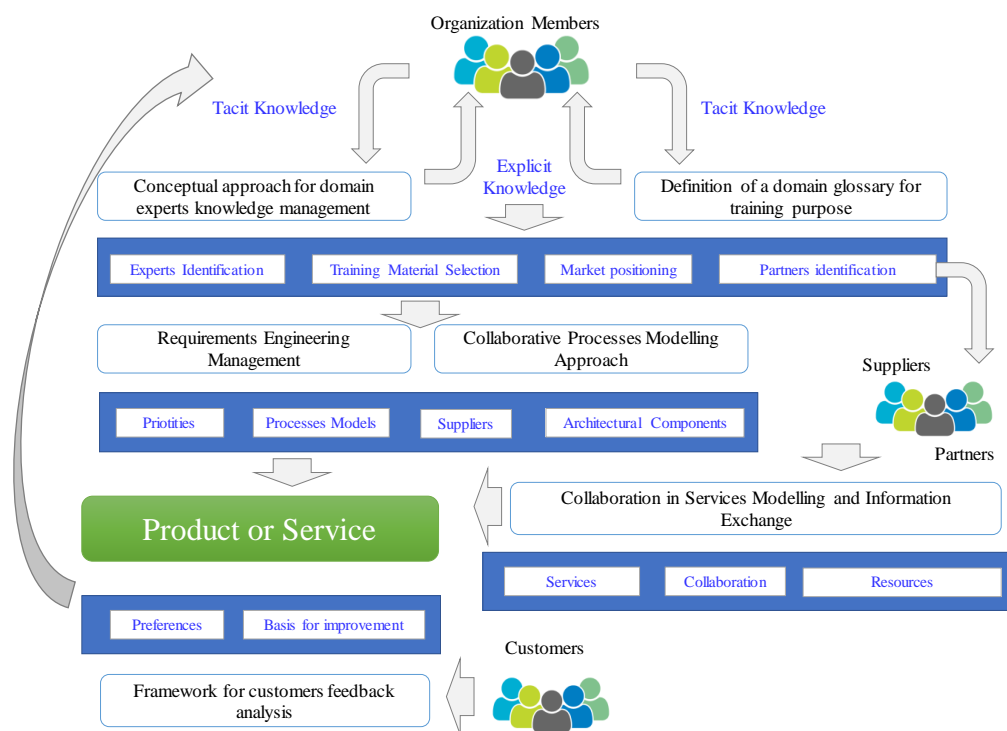 Organization Members
Tacit Knowledge
Tacit Knowledge
Explicit
Knowledge
Conceptual approach for domain
experts knowledge management
Definition of a domain glossary for
training purpose
Experts Identification
Training Material Selection
Market positioning
Partners identification
Requirements Engineering
Management
Collaborative Processes Modelling
Approach
Suppliers
Partners
Priotities
Processes Models
Suppliers
Architectural Components
Product or Service
Collaboration in Services Modelling and Information
Exchange
Services
Collaboration
Resources
Preferences
Basis for improvement
Customers
Framework for customers feedback
analysis